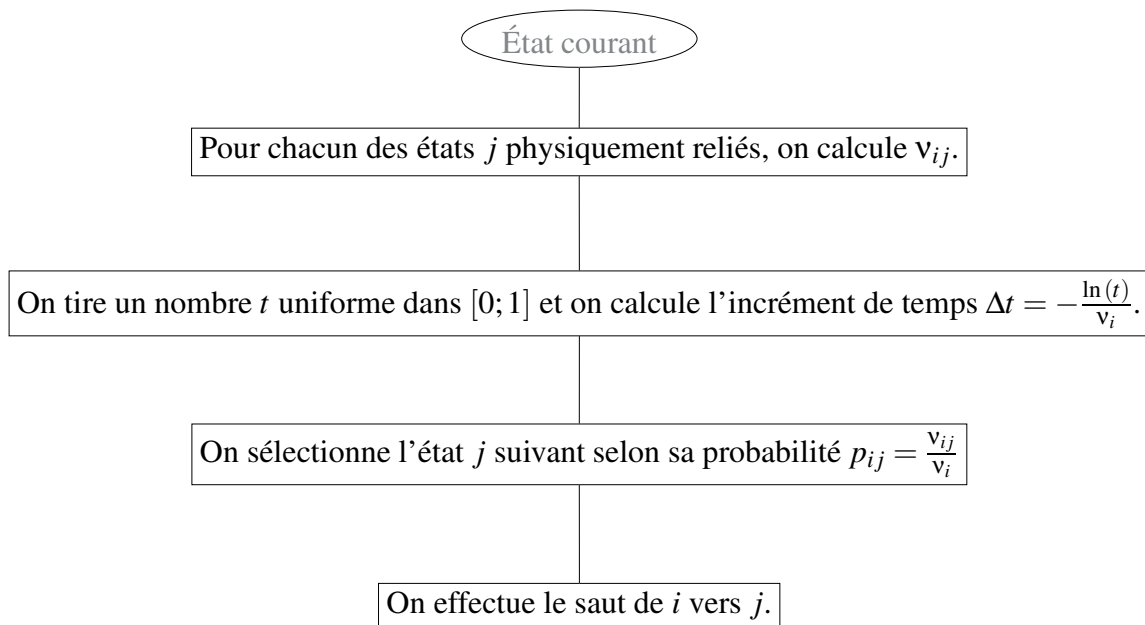 État courant
Pour chacun des états j physiquement reliés, on calcule ν_{ij}.
On tire un nombre t uniforme dans [0;1] et on calcule l'incrément de temps Δt = −\frac{ln(t)}{ν_i}.
On sélectionne l'état j suivant selon sa probabilité p_{ij} = \frac{ν_{ij}}{ν_i}
On effectue le saut de i vers j.